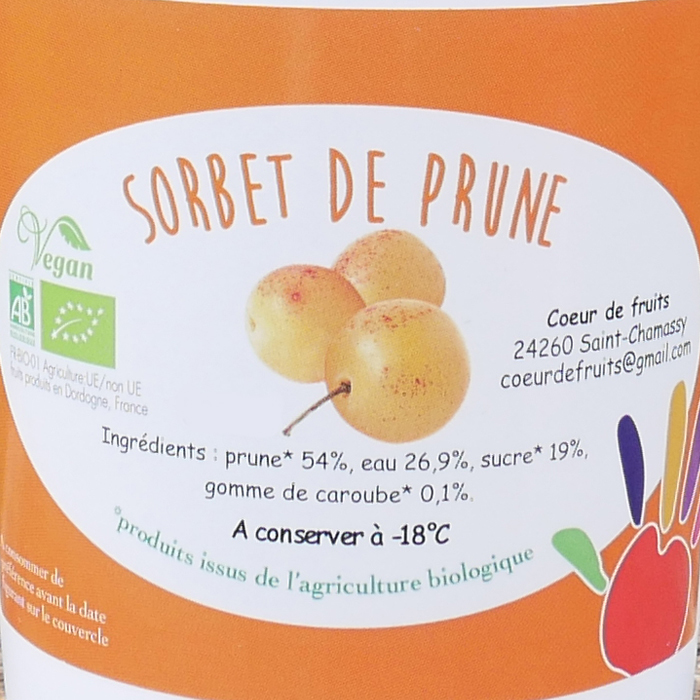 SORBET DE PRUNE
Vegan
AB
FR-BIO-01 Agriculture UE/non UE
Fruits produits en Dordogne, France
Coeur de fruits
24260 Saint-Chamassy
coeurdefruits@gmail.com
Ingrédients : prune* 54%, eau 26,9%, sucre* 19%,
gomme de caroube* 0,1%.
A conserver à -18°C
*produits issus de l'agriculture biologique
consommer de
préférence avant la date
figurant sur le couvercle